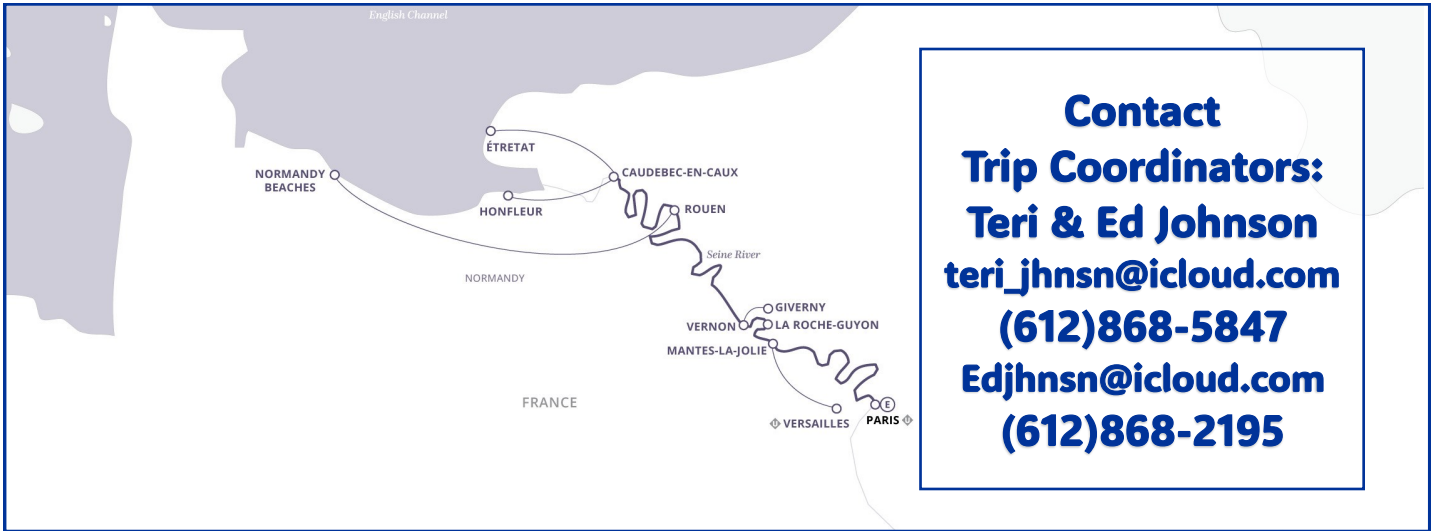 English Channel
ÉTRETAT
NORMANDY
BEACHES
CAUDEBEC-EN-CAUX
HONFLEUR
ROUEN
Seine River
NORMANDY
GIVERNY
VERNON
LA ROCHE-GUYON
MANTES-LA-JOLIE
FRANCE
E
VERSAILLES
PARIS
Contact
Trip Coordinators:
Teri & Ed Johnson
teri_jhnsn@icloud.com
(612)868-5847
Edjhnsn@icloud.com
(612)868-2195